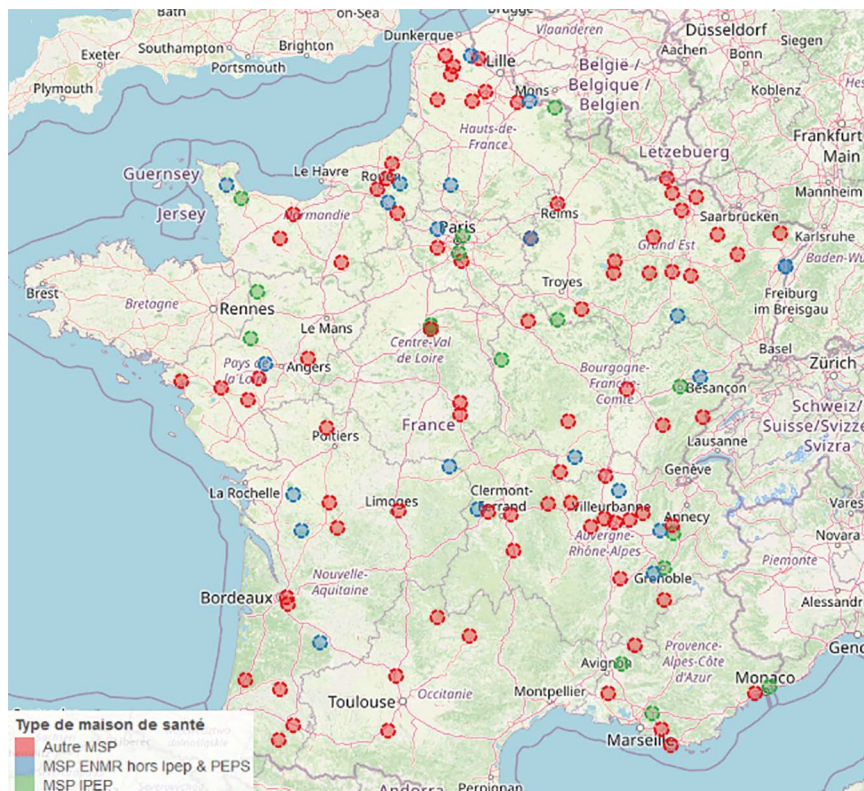 Bath
on-Sea
Dunkerque
Brugge
Düsseldorf
Exeter
Southampton
Brighton
Vlaanderen
Aachen
Bonn
Siegen
Plymouth
Portsmouth
Lille
België /
Belgique /
Belgien
Mons
Koblenz
Hauts-de-
France
Lëtzebuerg
Frankfurt
Main
Guernsey
Le Havre
Rouen
Mannheim
Jersey
Normandie
Reims
Saarbrücken
Paris
Karlsruhe
Grand Est
Baden-Wü
Troyes
Brest
Bretagne
Rennes
Freiburg
im Breisgau
Le Mans
Centre-Val
de Loire
Basel
Pays de
la Loire
Angers
Bourgogne-
Franche-
Comté
Besançon
Zürich
Schweiz/
Suisse/Svizze
Svizra
France
Poitiers
Lausanne
Genève
La Rochelle
Limoges
Clermont-
Ferrand
Villeurbanne
Annecy
Vares
Auvergne-
Rhône-Alpes
Novara
Piemonte
Nouvelle-
Aquitaine
Grenoble
Bordeaux
Alessandr
Provence-
Alpes-Côte
d'Azur
Geno
Avignon
Monaco
Toulouse
Occitanie
Montpellier
Marseille
Type de maison de santé
Autre MSP
MSP ENMR hors Ipep & PEPS
MSP IPEP
Andorra
Perpignan